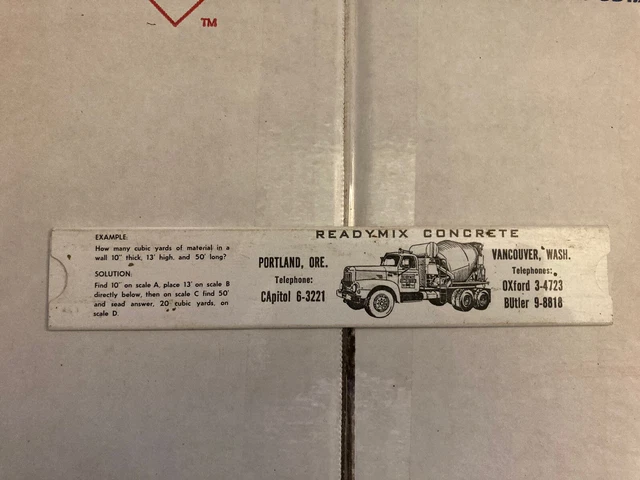 TM
READYMIX CONCRETE
EXAMPLE:
How many cubic yards of material in a
wall 10" thick, 13' high, and 50' long?
SOLUTION:
Find 10" on scale A, place 13' on scale B
directly below, then on scale C find 50'
and read answer, 20 cubic yards, on
scale D.
PORTLAND, ORE.
Telephone:
CApitol 6-3221
VANCOUVER, WASH.
Telephones:
OXford 3-4723
BUtler 9-8818